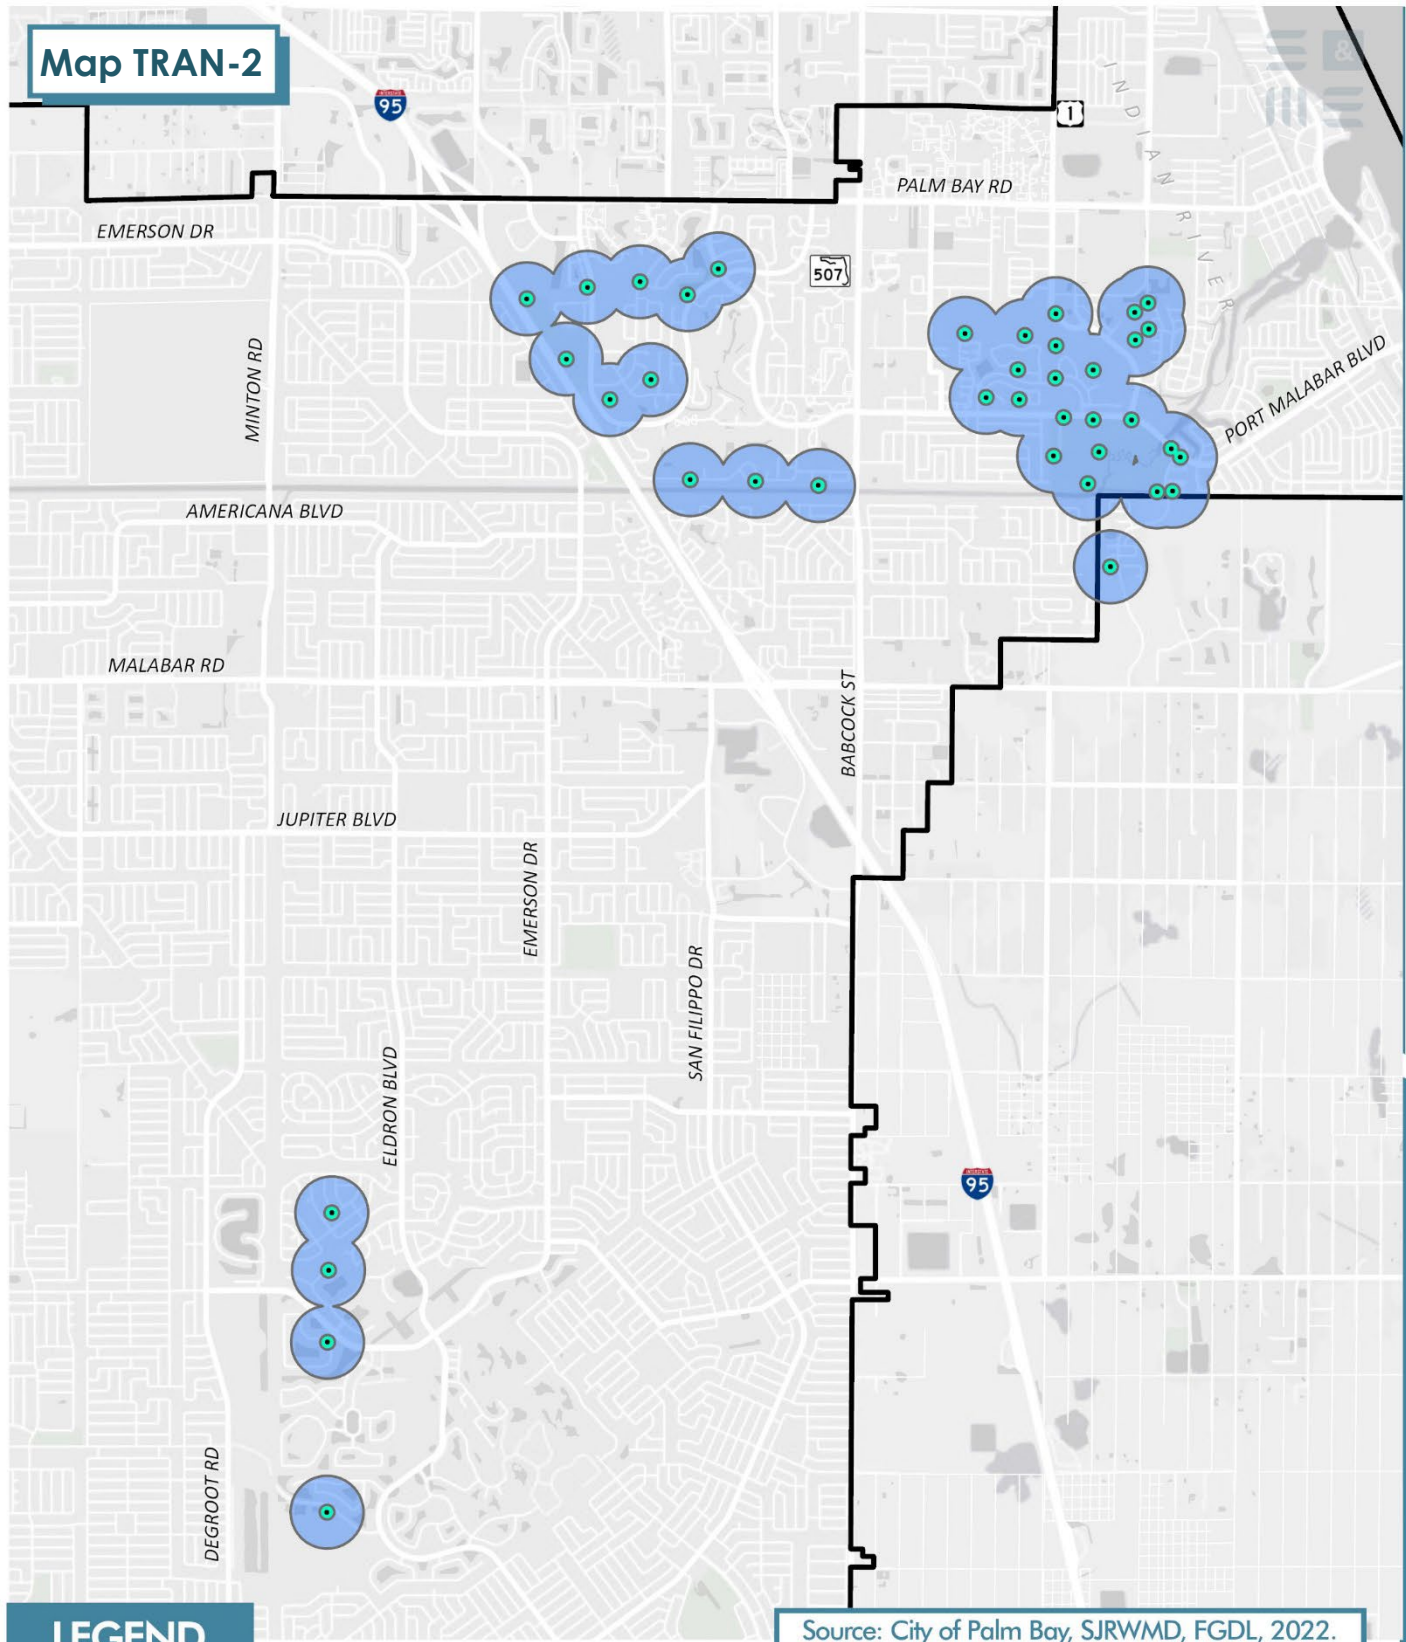 Map TRAN-2
INTERSTATE
95
1
INDIAN RIVER
PALM BAY RD
EMERSON DR
507
MINTON RD
PORT MALABAR BLVD
AMERICANA BLVD
MALABAR RD
BABCOCK ST
JUPITER BLVD
EMERSON DR
SAN FILIPPO DR
ELDRON BLVD
INTERSTATE
95
DEGROOT RD
LEGEND
Source: City of Palm Bay, SJRWMD, FGDL, 2022.